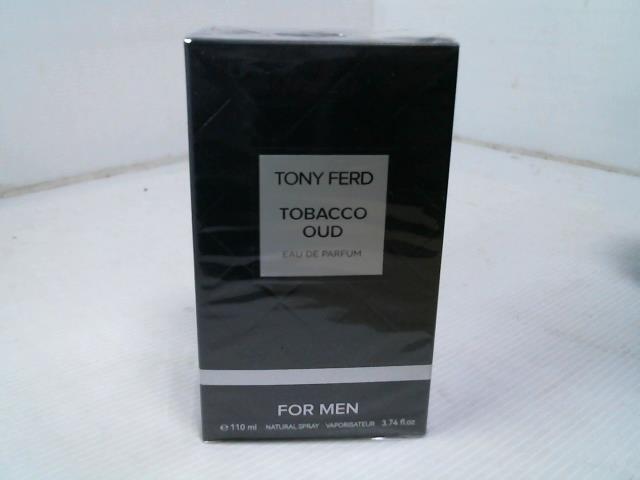 TONY FERD
TOBACCO
OUD
EAU DE PARFUM
FOR MEN
℮ 110 ml NATURAL SPRAY VAPORISATEUR 3.74 fl.oz